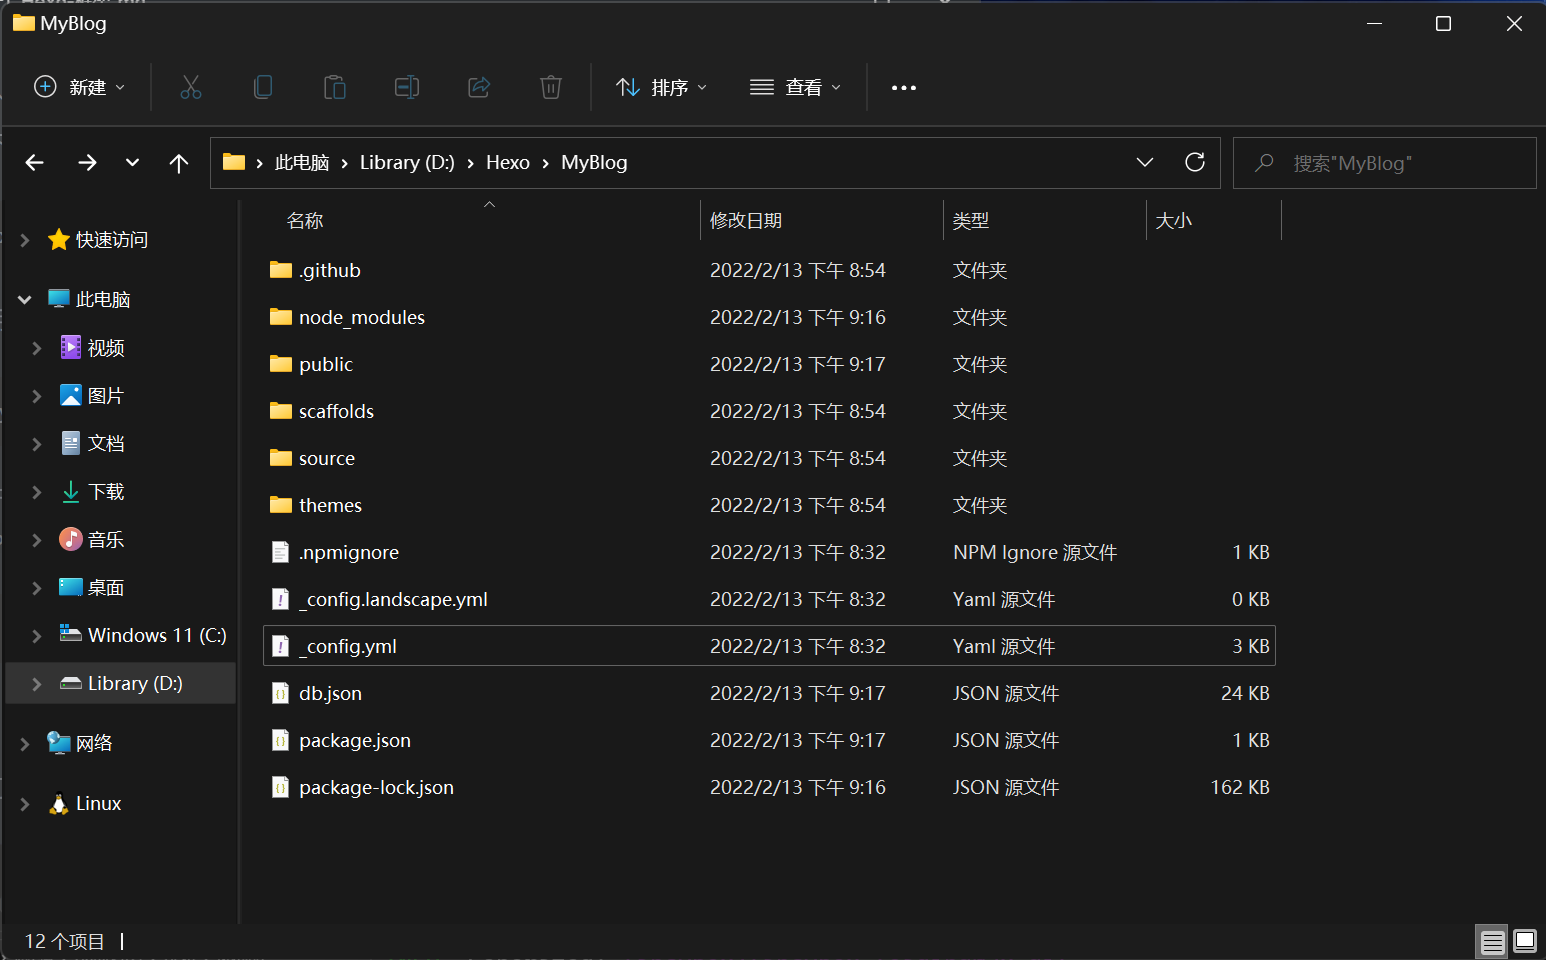 MyBlog
新建
排序
查看
此电脑 Library (D:) Hexo MyBlog
搜索"MyBlog"
快速访问
此电脑
视频
图片
文档
下载
音乐
桌面
Windows 11 (C:)
Library (D:)
网络
Linux
名称 修改日期 类型 大小
.github 2022/2/13 下午 8:54 文件夹
node_modules 2022/2/13 下午 9:16 文件夹
public 2022/2/13 下午 9:17 文件夹
scaffolds 2022/2/13 下午 8:54 文件夹
source 2022/2/13 下午 8:54 文件夹
themes 2022/2/13 下午 8:54 文件夹
.npmignore 2022/2/13 下午 8:32 NPM Ignore 源文件 1 KB
_config.landscape.yml 2022/2/13 下午 8:32 Yaml 源文件 0 KB
_config.yml 2022/2/13 下午 8:32 Yaml 源文件 3 KB
db.json 2022/2/13 下午 9:17 JSON 源文件 24 KB
package.json 2022/2/13 下午 9:17 JSON 源文件 1 KB
package-lock.json 2022/2/13 下午 9:16 JSON 源文件 162 KB
12 个项目